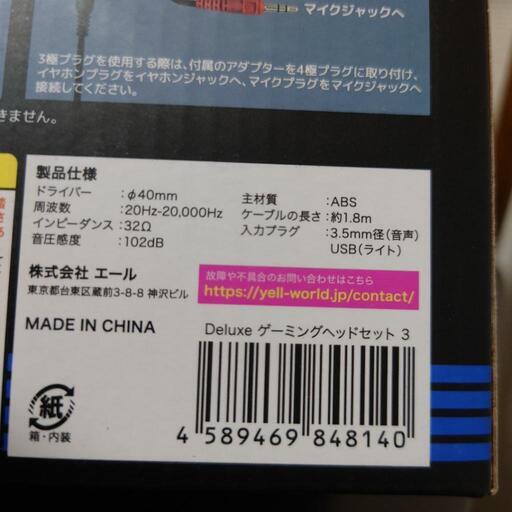 マイクジャックへ
3極プラグを使用する際は、付属のアダプターを4極プラグに取り付け、
イヤホンプラグをイヤホンジャックへ、マイクプラグをマイクジャックへ
接続してください。
きません。
製品仕様
ドライバー : φ40mm
周波数 : 20Hz-20,000Hz
インピーダンス : 32Ω
音圧感度 : 102dB
主材質 : ABS
ケーブルの長さ : 約1.8m
入力プラグ : 3.5mm径(音声)
USB(ライト)
株式会社 エール
東京都台東区蔵前3-8-8 神沢ビル
故障や不具合のお問い合わせはこちら
https://yell-world.jp/contact/
MADE IN CHINA
Deluxe ゲーミングヘッドセット 3
紙
箱・内装
4 589469 848140